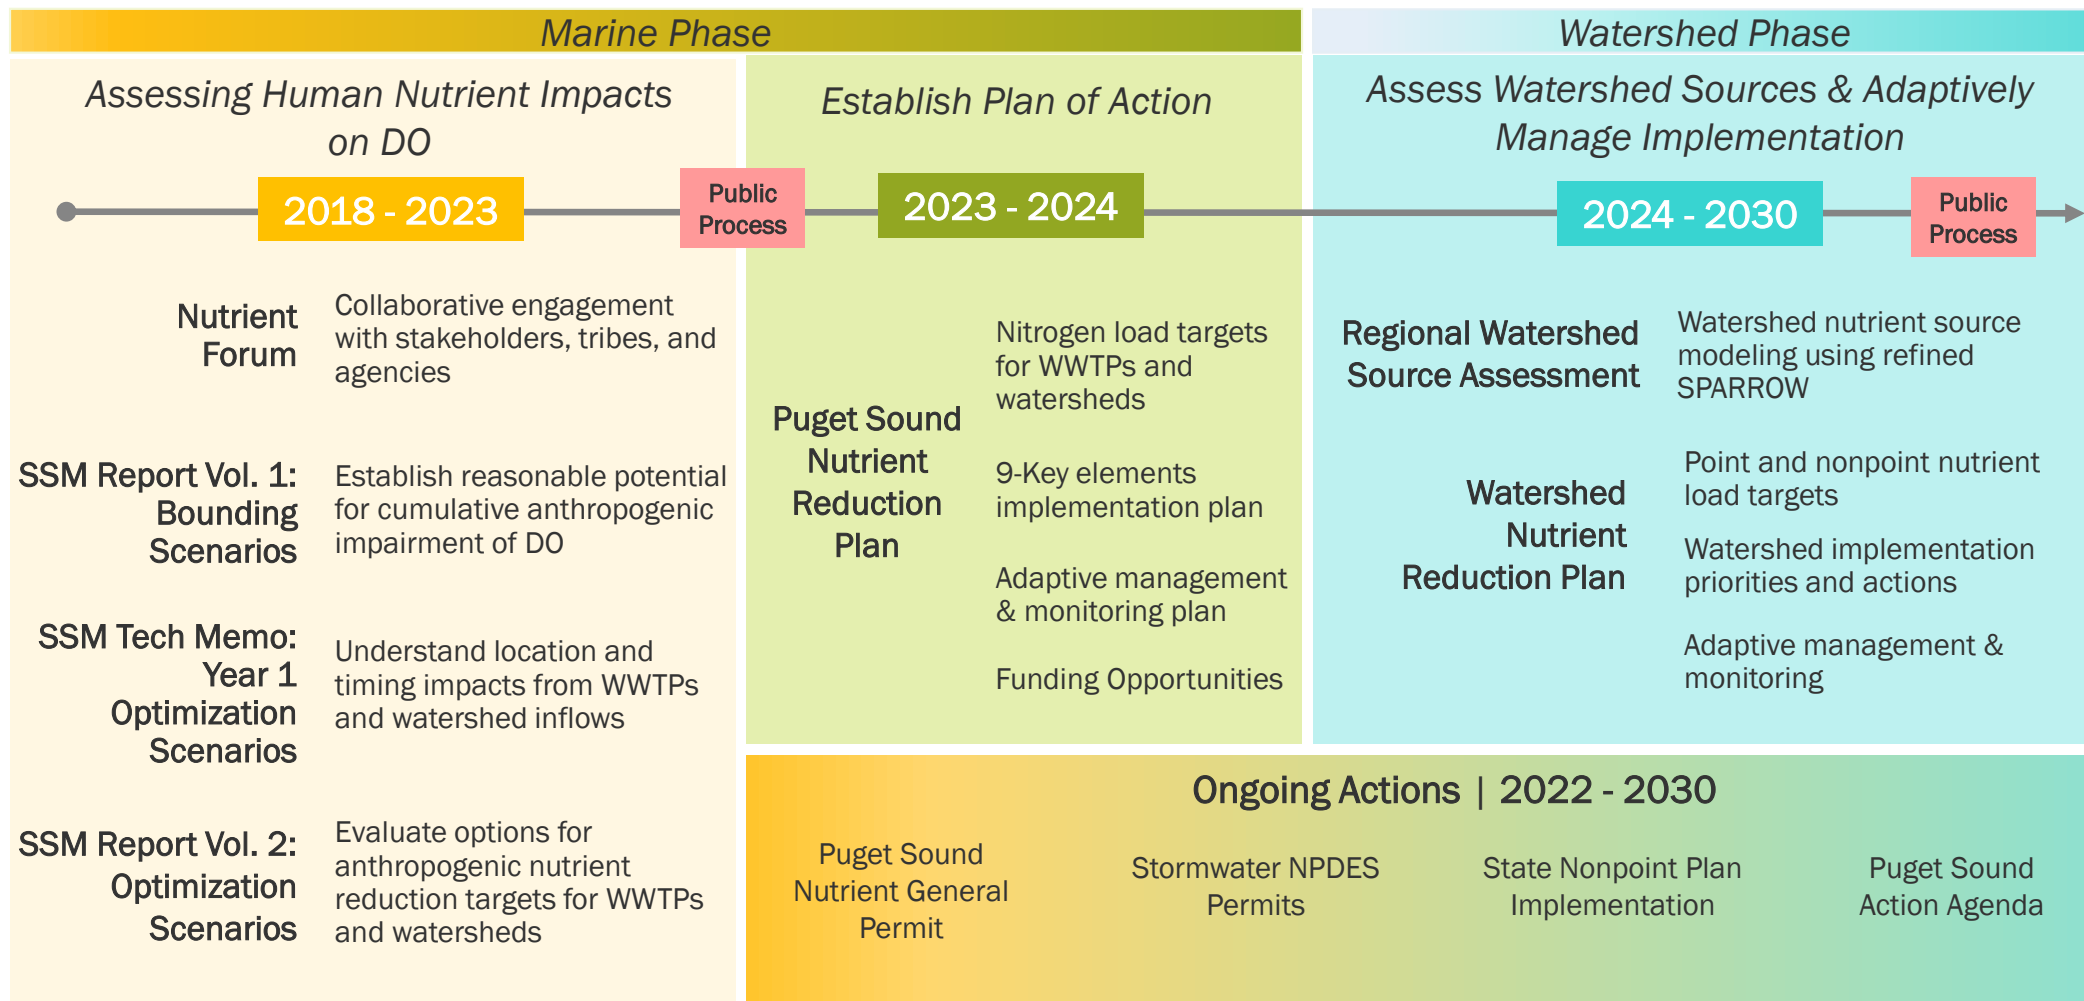 Marine Phase
Watershed Phase
Assessing Human Nutrient Impacts
on DO
Establish Plan of Action
Assess Watershed Sources & Adaptively
Manage Implementation
2018 - 2023
Public
Process
2023 - 2024
2024 - 2030
Public
Process
Nutrient
Forum
Collaborative engagement
with stakeholders, tribes, and
agencies
SSM Report Vol. 1:
Bounding
Scenarios
Establish reasonable potential
for cumulative anthropogenic
impairment of DO
SSM Tech Memo:
Year 1
Optimization
Scenarios
Understand location and
timing impacts from WWTPs
and watershed inflows
SSM Report Vol. 2:
Optimization
Scenarios
Evaluate options for
anthropogenic nutrient
reduction targets for WWTPs
and watersheds
Puget Sound
Nutrient
Reduction
Plan
Nitrogen load targets
for WWTPs and
watersheds
9-Key elements
implementation plan
Adaptive management
& monitoring plan
Funding Opportunities
Regional Watershed
Source Assessment
Watershed nutrient source
modeling using refined
SPARROW
Watershed
Nutrient
Reduction Plan
Point and nonpoint nutrient
load targets
Watershed implementation
priorities and actions
Adaptive management &
monitoring
Ongoing Actions | 2022 - 2030
Puget Sound
Nutrient General
Permit
Stormwater NPDES
Permits
State Nonpoint Plan
Implementation
Puget Sound
Action Agenda